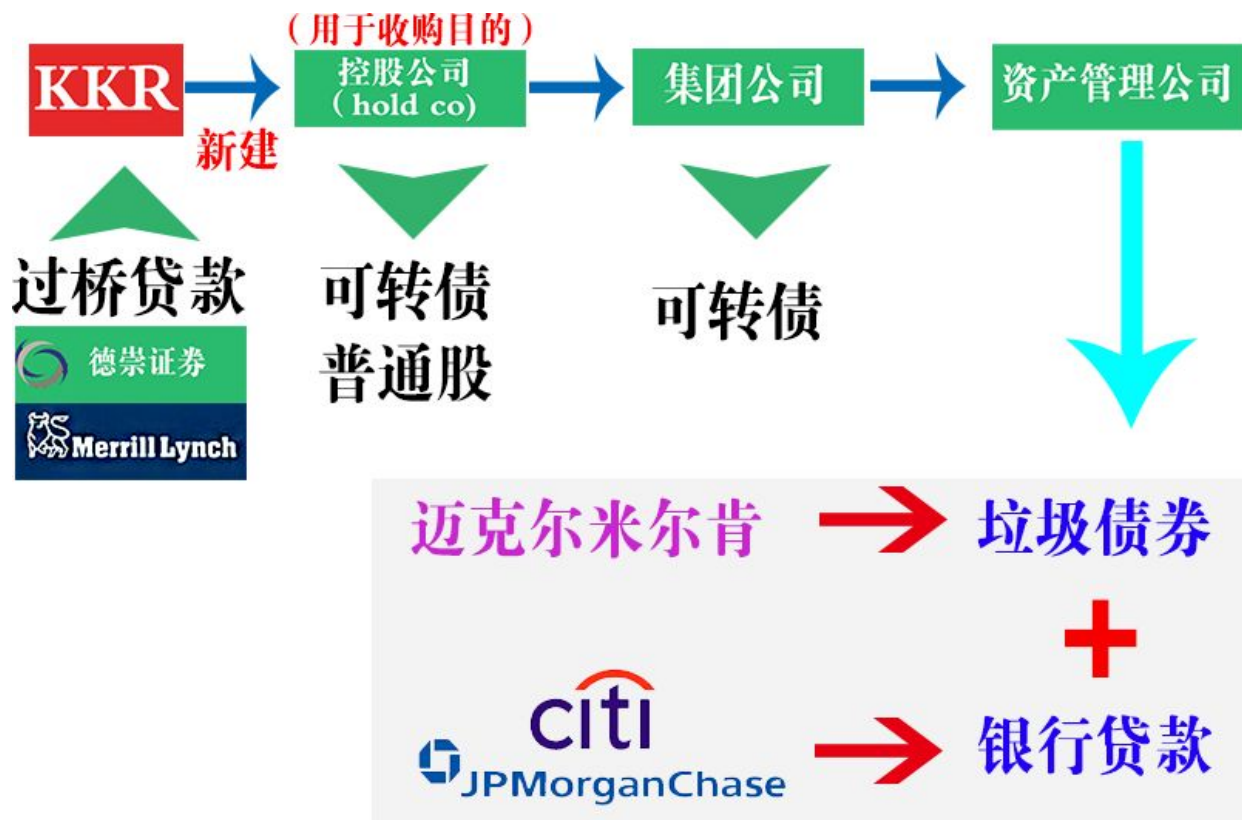 (用于收购目的)
KKR
控股公司
(hold co)
集团公司
资产管理公司
新建
过桥贷款
可转债
普通股
可转债
德崇证券
Merrill Lynch
迈克尔米尔肯
垃圾债券
+
citi
JPMorganChase
银行贷款